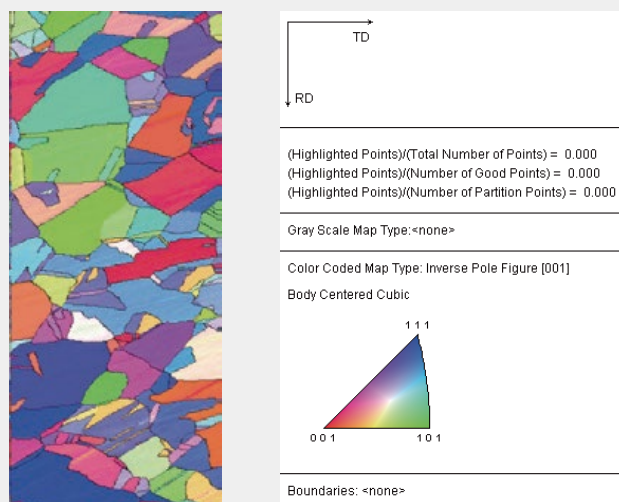 TD
RD
(Highlighted Points)/(Total Number of Points) = 0.000
(Highlighted Points)/(Number of Good Points) = 0.000
(Highlighted Points)/(Number of Partition Points) = 0.000
Gray Scale Map Type:<none>
Color Coded Map Type: Inverse Pole Figure [001]
Body Centered Cubic
1 1 1
0 0 1
1 0 1
Boundaries: <none>